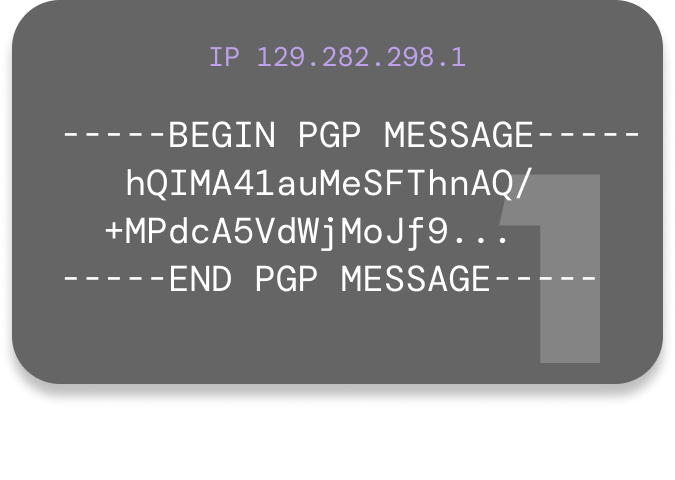 IP 129.282.298.1
-----BEGIN PGP MESSAGE-----
hQIMA41auMeSFThnAQ/
+MPdcA5VdWjMoJf9...
-----END PGP MESSAGE-----
1